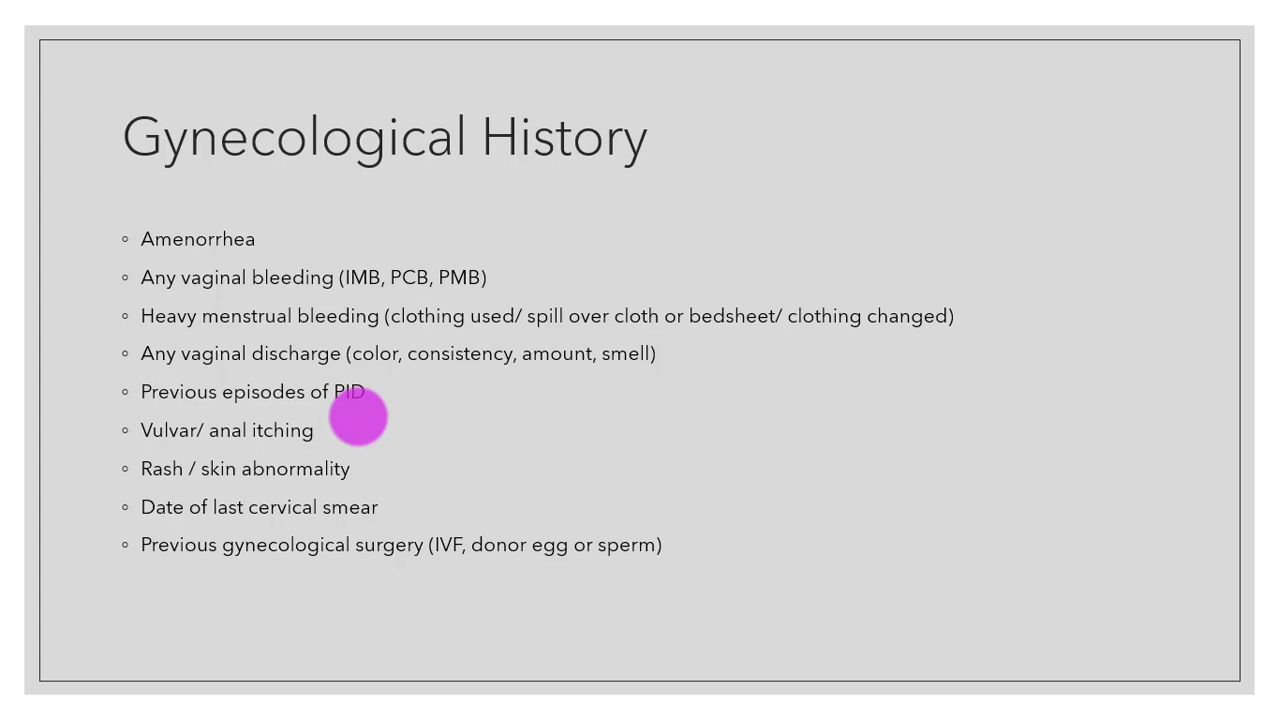 Gynecological History
◦ Amenorrhea
◦ Any vaginal bleeding (IMB, PCB, PMB)
◦ Heavy menstrual bleeding (clothing used/ spill over cloth or bedsheet/ clothing changed)
◦ Any vaginal discharge (color, consistency, amount, smell)
◦ Previous episodes of PID
◦ Vulvar/ anal itching
◦ Rash / skin abnormality
◦ Date of last cervical smear
◦ Previous gynecological surgery (IVF, donor egg or sperm)